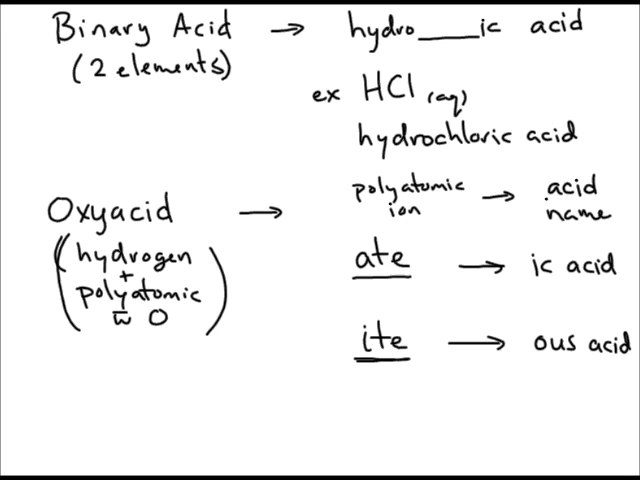 Binary Acid → hydro____ic acid
(2 elements)
ex HCl (aq)
hydrochloric acid
Oxyacid → polyatomic ion → acid name
(hydrogen
+
polyatomic
w̅ O)
ate → ic acid
ite → ous acid